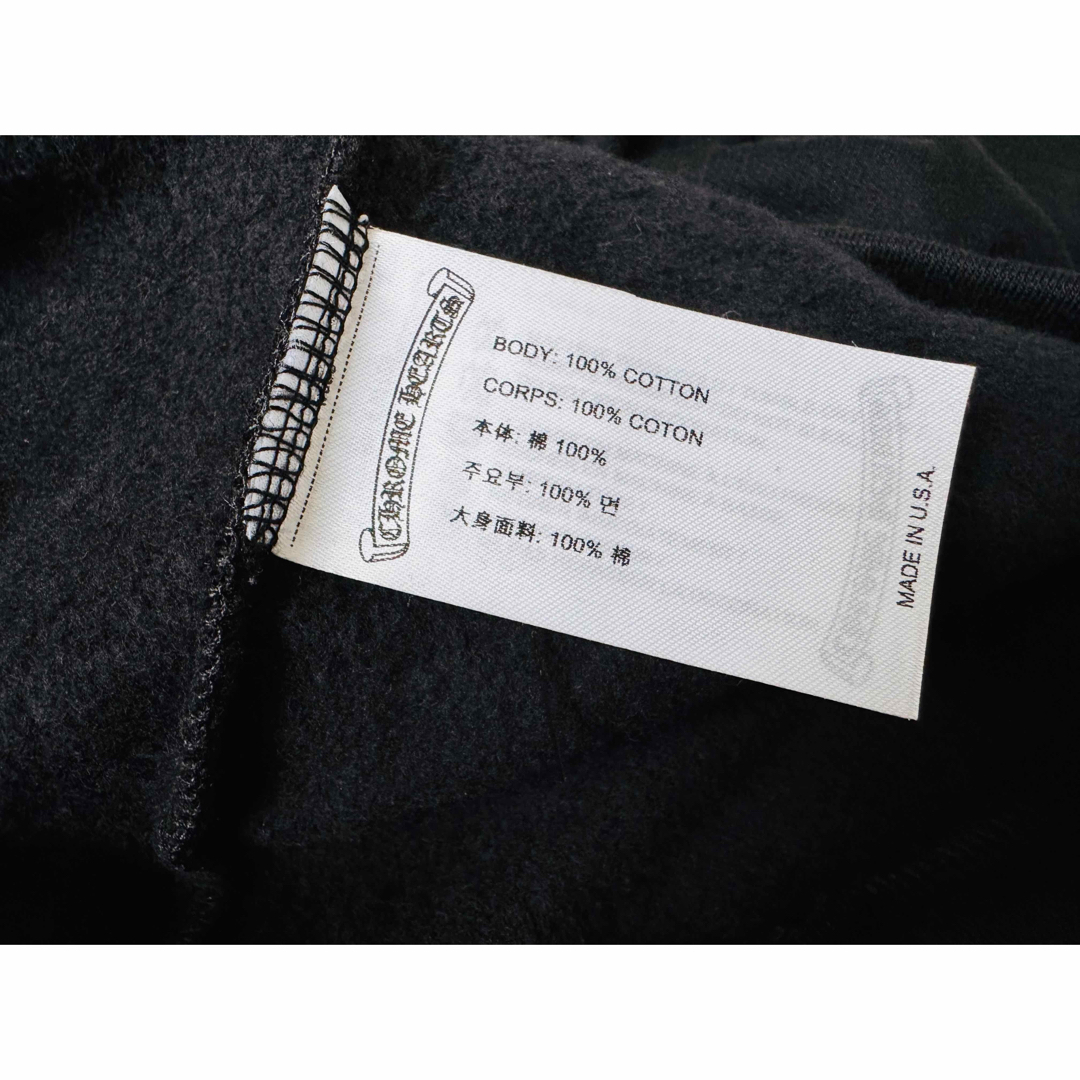 CHROME HEARTS
BODY: 100% COTTON
CORPS: 100% COTON
本体: 棉 100%
주요부: 100% 면
大身面料: 100% 棉
MADE IN U.S.A.